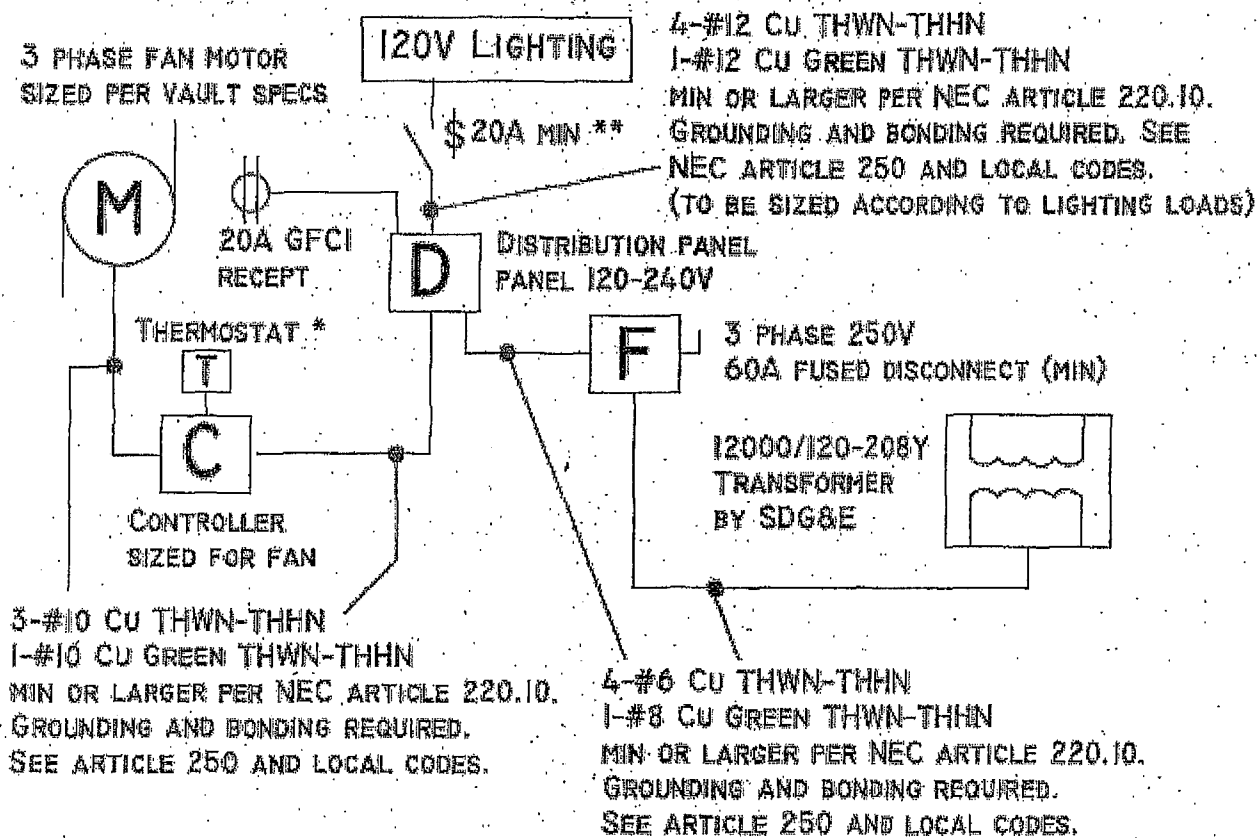 3 PHASE FAN MOTOR
SIZED PER VAULT SPECS
120V LIGHTING
4-#12 CU THWN-THHN
1-#12 CU GREEN THWN-THHN
MIN OR LARGER PER NEC ARTICLE 220.10.
GROUNDING AND BONDING REQUIRED. SEE
NEC ARTICLE 250 AND LOCAL CODES.
(TO BE SIZED ACCORDING TO LIGHTING LOADS)
$ 20A MIN **
M
20A GFCI
RECEPT
D
DISTRIBUTION PANEL
PANEL 120-240V
THERMOSTAT *
T
C
CONTROLLER
SIZED FOR FAN
F
3 PHASE 250V
60A FUSED DISCONNECT (MIN)
12000/120-208Y
TRANSFORMER
BY SDG&E
3-#10 CU THWN-THHN
1-#10 CU GREEN THWN-THHN
MIN OR LARGER PER NEC ARTICLE 220.10.
GROUNDING AND BONDING REQUIRED.
SEE ARTICLE 250 AND LOCAL CODES.
4-#6 CU THWN-THHN
1-#8 CU GREEN THWN-THHN
MIN OR LARGER PER NEC ARTICLE 220.10.
GROUNDING AND BONDING REQUIRED.
SEE ARTICLE 250 AND LOCAL CODES.